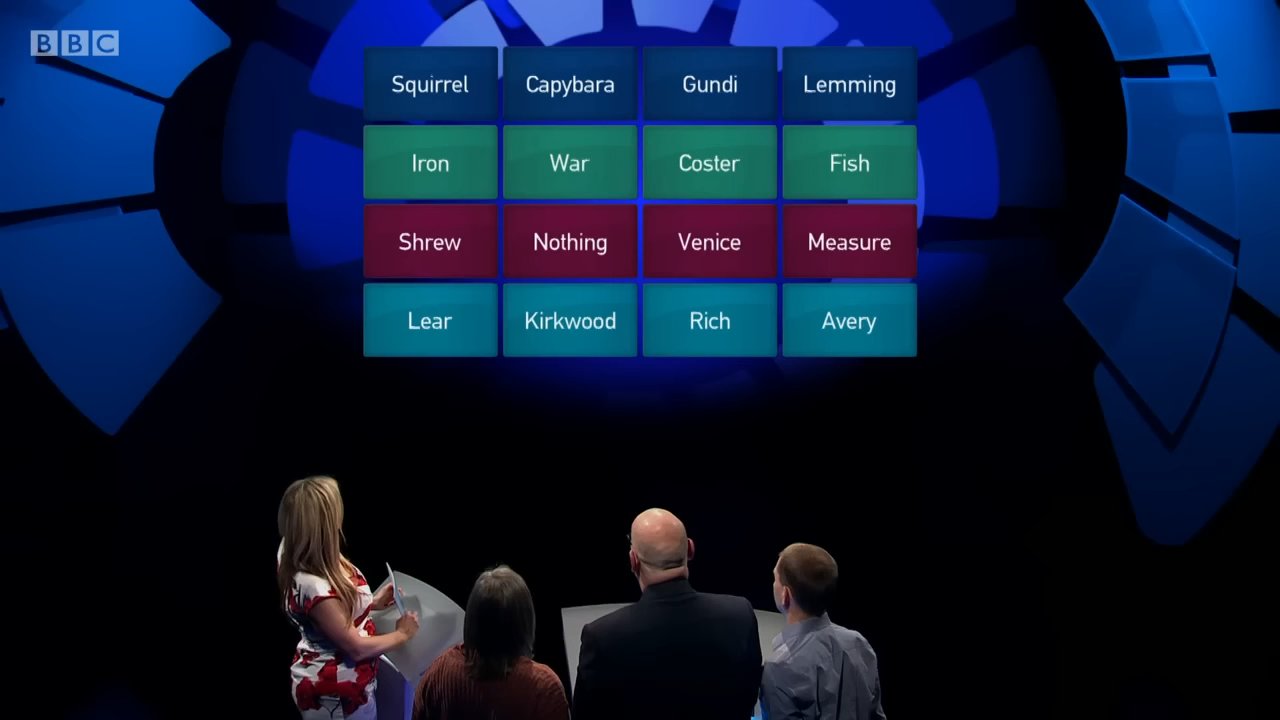 BBC
Squirrel Capybara Gundi Lemming
Iron War Coster Fish
Shrew Nothing Venice Measure
Lear Kirkwood Rich Avery